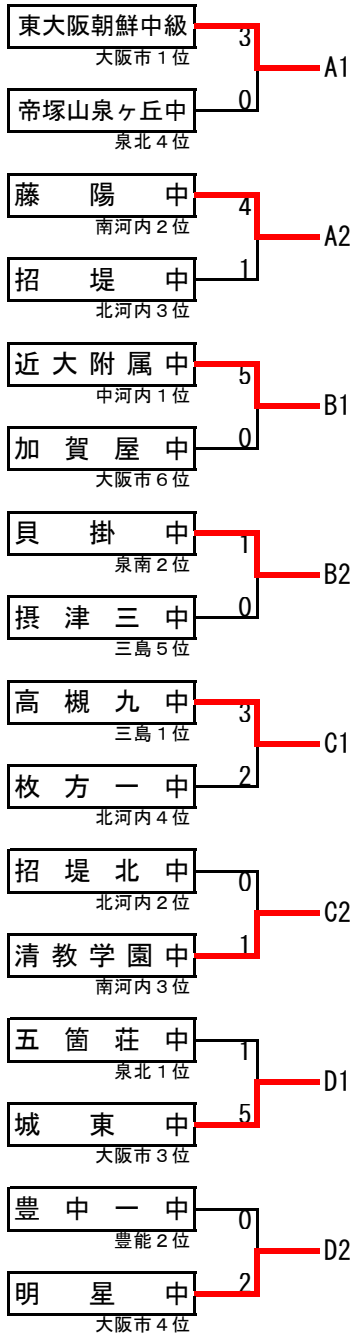 東大阪朝鮮中級
3
大阪市１位
A1
帝塚山泉ヶ丘中
0
泉北４位
藤陽中
4
南河内２位
A2
招堤中
1
北河内３位
近大附属中
5
中河内１位
B1
加賀屋中
0
大阪市６位
貝掛中
1
泉南２位
B2
摂津三中
0
三島５位
高槻九中
3
三島１位
C1
枚方一中
2
北河内４位
招堤北中
0
北河内２位
C2
清教学園中
1
南河内３位
五箇荘中
1
泉北１位
D1
城東中
5
大阪市３位
豊中一中
0
豊能２位
D2
明星中
2
大阪市４位